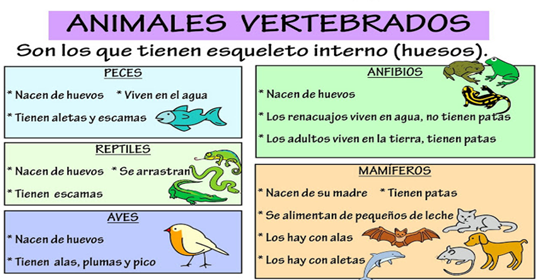 ANIMALES VERTEBRADOS
Son los que tienen esqueleto interno (huesos).
PECES
* Nacen de huevos * Viven en el agua
* Tienen aletas y escamas
REPTILES
* Nacen de huevos * Se arrastran
* Tienen escamas
AVES
* Nacen de huevos
* Tienen alas, plumas y pico
ANFIBIOS
* Nacen de huevos
* Los renacuajos viven en agua, no tienen patas
* Los adultos viven en la tierra, tienen patas
MAMIFEROS
* Nacen de su madre * Tienen patas
* Se alimentan de pequeños de leche
* Los hay con alas
* Los hay con aletas